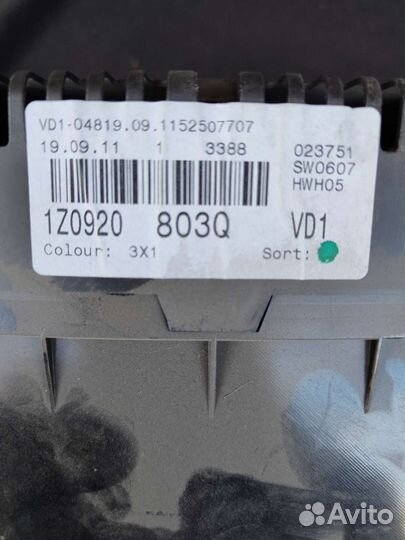 VD1-04819.09.1152507707
19.09.11 1 3388 023751
SW0607
HWH05
1Z0920 803Q VD1
Colour: 3X1 Sort:
Avito